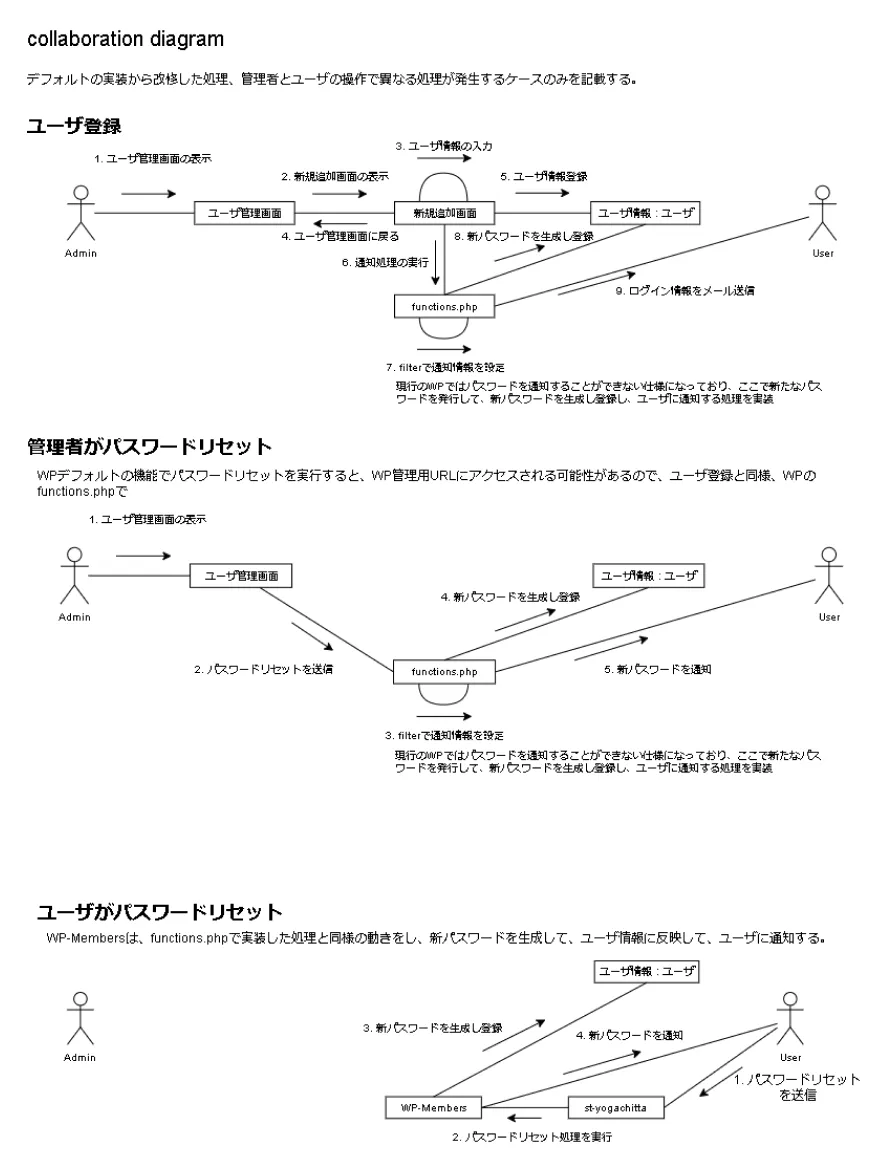 collaboration diagram
デフォルトの実装から改修した処理、管理者とユーザの操作で異なる処理が発生するケースのみを記載する。
ユーザ登録
3. ユーザ情報の入力
1. ユーザ管理画面の表示
2. 新規追加画面の表示
5. ユーザ情報登録
ユーザ管理画面
新規追加画面
ユーザ情報:ユーザ
4. ユーザ管理画面に戻る
8. 新パスワードを生成し登録
Admin
User
6. 通知処理の実行
9. ログイン情報をメール送信
functions.php
7. filterで通知情報を設定
現行のWPではパスワードを通知することができない仕様になっており、ここで新たなパス
ワードを発行して、新パスワードを生成し登録し、ユーザに通知する処理を実装
管理者がパスワードリセット
WPデフォルトの機能でパスワードリセットを実行すると、WP管理用URLにアクセスされる可能性があるので、ユーザ登録と同様、WPの
functions.phpで
1. ユーザ管理画面の表示
ユーザ管理画面
ユーザ情報:ユーザ
4. 新パスワードを生成し登録
Admin
User
2. パスワードリセットを送信
functions.php
5. 新パスワードを通知
3. filterで通知情報を設定
現行のWPではパスワードを通知することができない仕様になっており、ここで新たなパス
ワードを発行して、新パスワードを生成し登録し、ユーザに通知する処理を実装
ユーザがパスワードリセット
WP-Membersは、functions.phpで実装した処理と同様の動きをし、新パスワードを生成して、ユーザ情報に反映して、ユーザに通知する。
ユーザ情報:ユーザ
3. 新パスワードを生成し登録
4. 新パスワードを通知
Admin
User
1. パスワードリセット
を送信
WP-Members
st-yogachitta
2. パスワードリセット処理を実行